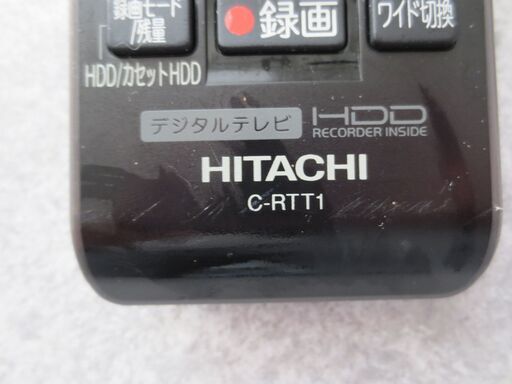 録画モード
/残量
録画
ワイド切換
HDD/カセットHDD
デジタルテレビ
HDD
RECORDER INSIDE
HITACHI
C-RTT1